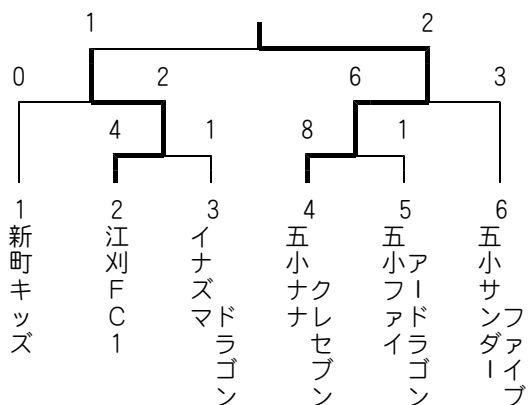 1 2
0 2 6 3
4 1 8 1
1 2 3 4 5 6
新町キッズ
江刈FC1
イナズマ
ドラゴン
五小ナナ
クレセブン
五小ファイ
アードラゴン
五小サンダー
ファイブ